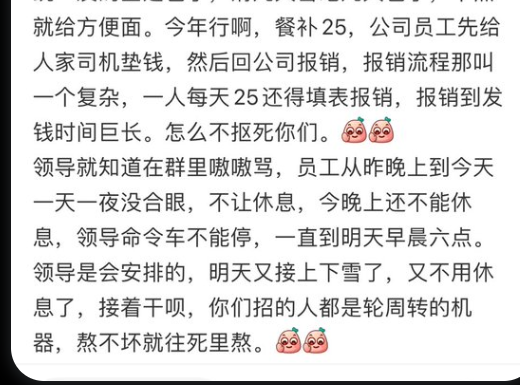 就给方便面。今年行啊，餐补25，公司员工先给
人家司机垫钱，然后回公司报销，报销流程那叫
一个复杂，一人每天25还得填表报销，报销到发
钱时间巨长。怎么不抠死你们。
领导就知道在群里嗷嗷骂，员工从昨晚上到今天
一天一夜没合眼，不让休息，今晚上还不能休
息，领导命令车不能停，一直到明天早晨六点。
领导是会安排的，明天又接上下雪了，又不用休
息了，接着干呗，你们招的人都是轮周转的机
器，熬不坏就往死里熬。